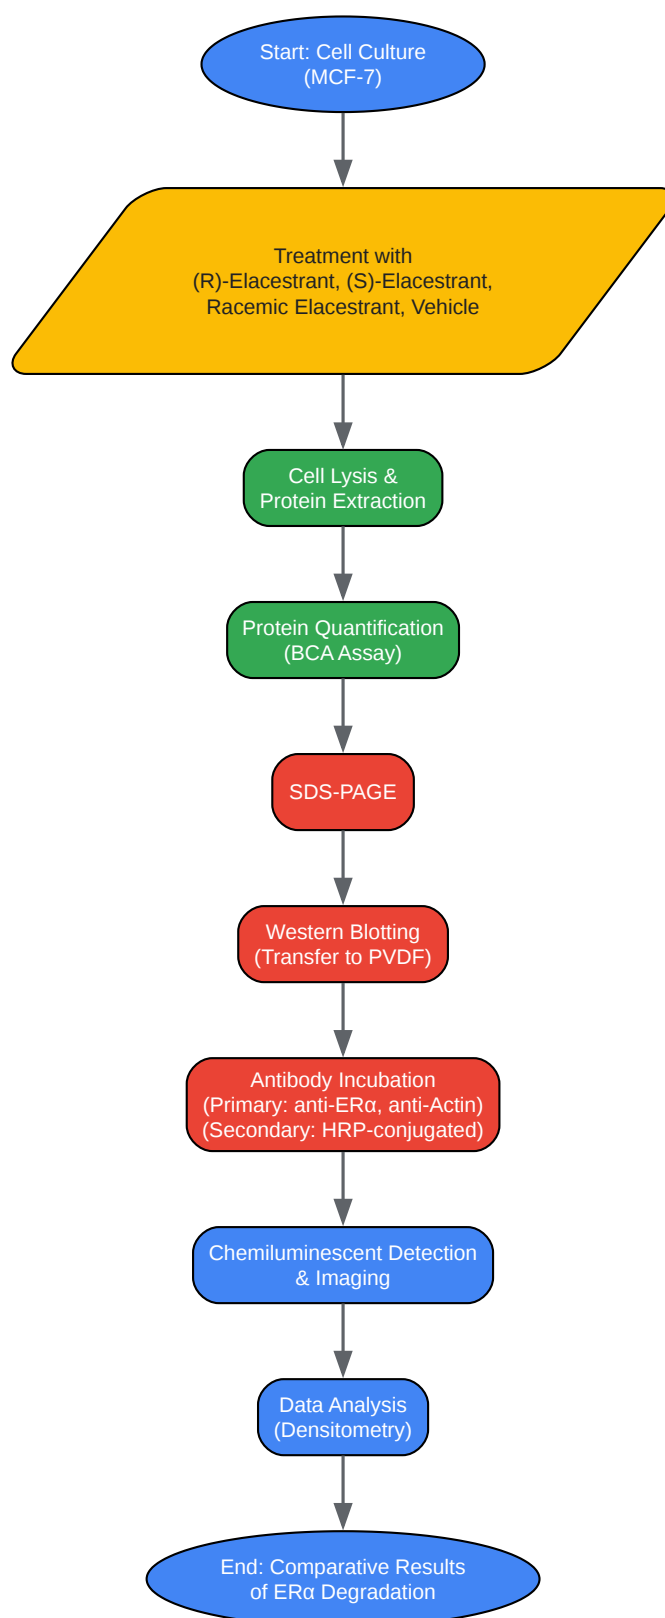 Start: Cell Culture
(MCF-7)
Treatment with
(R)-Elacestrant, (S)-Elacestrant,
Racemic Elacestrant, Vehicle
Cell Lysis &
Protein Extraction
Protein Quantification
(BCA Assay)
SDS-PAGE
Western Blotting
(Transfer to PVDF)
Antibody Incubation
(Primary: anti-ERα, anti-Actin)
(Secondary: HRP-conjugated)
Chemiluminescent Detection
& Imaging
Data Analysis
(Densitometry)
End: Comparative Results
of ERα Degradation